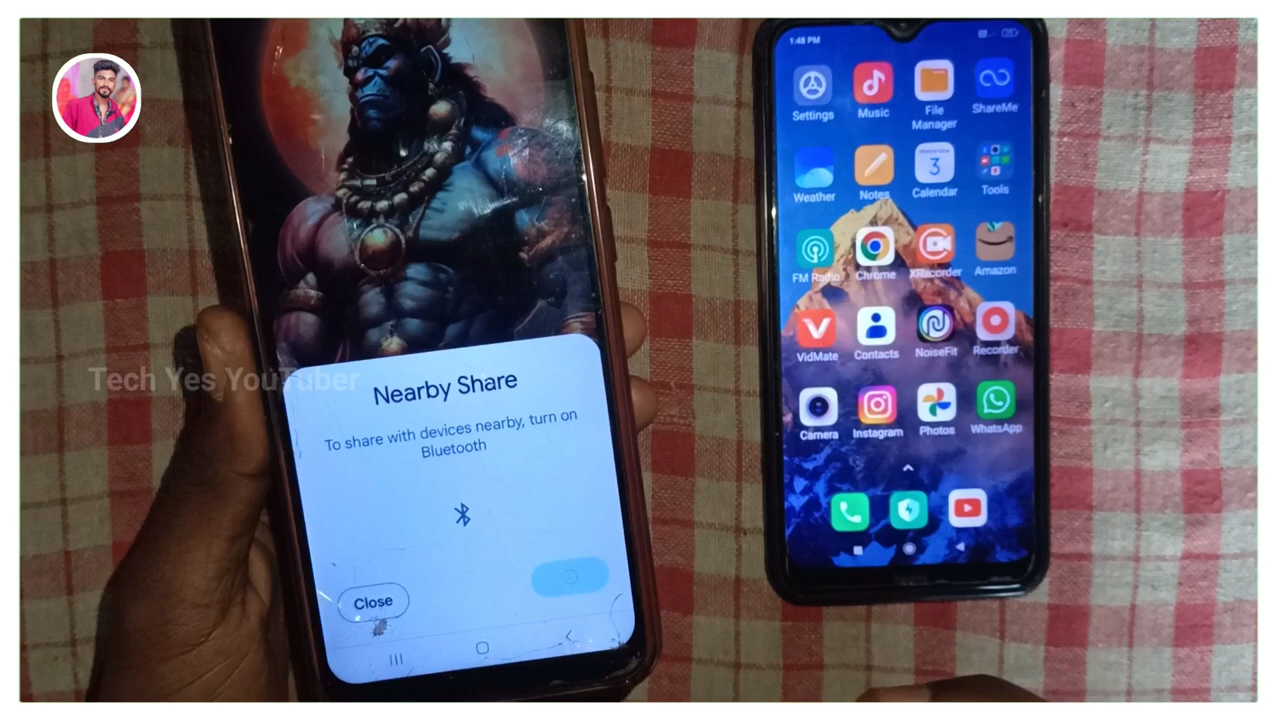 Tech Yes YouTuber
Nearby Share
To share with devices nearby, turn on
Bluetooth
Close
1:49 PM
Settings
Music
File
Manager
ShareMe
Weather
Notes
Calendar
3
Tools
FM Radio
Chrome
XRecorder
Amazon
VidMate
Contacts
NoiseFit
Recorder
Camera
Instagram
Photos
WhatsApp